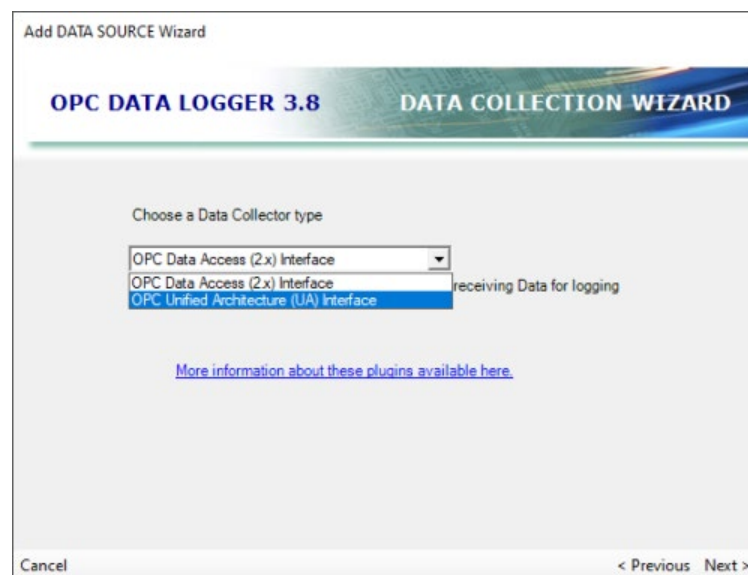 Add DATA SOURCE Wizard
OPC DATA LOGGER 3.8 DATA COLLECTION WIZARD
Choose a Data Collector type
OPC Data Access (2.x) Interface
OPC Data Access (2.x) Interface
receiving Data for logging
OPC Unified Architecture (UA) Interface
More information about these plugins available here.
Cancel < Previous Next >